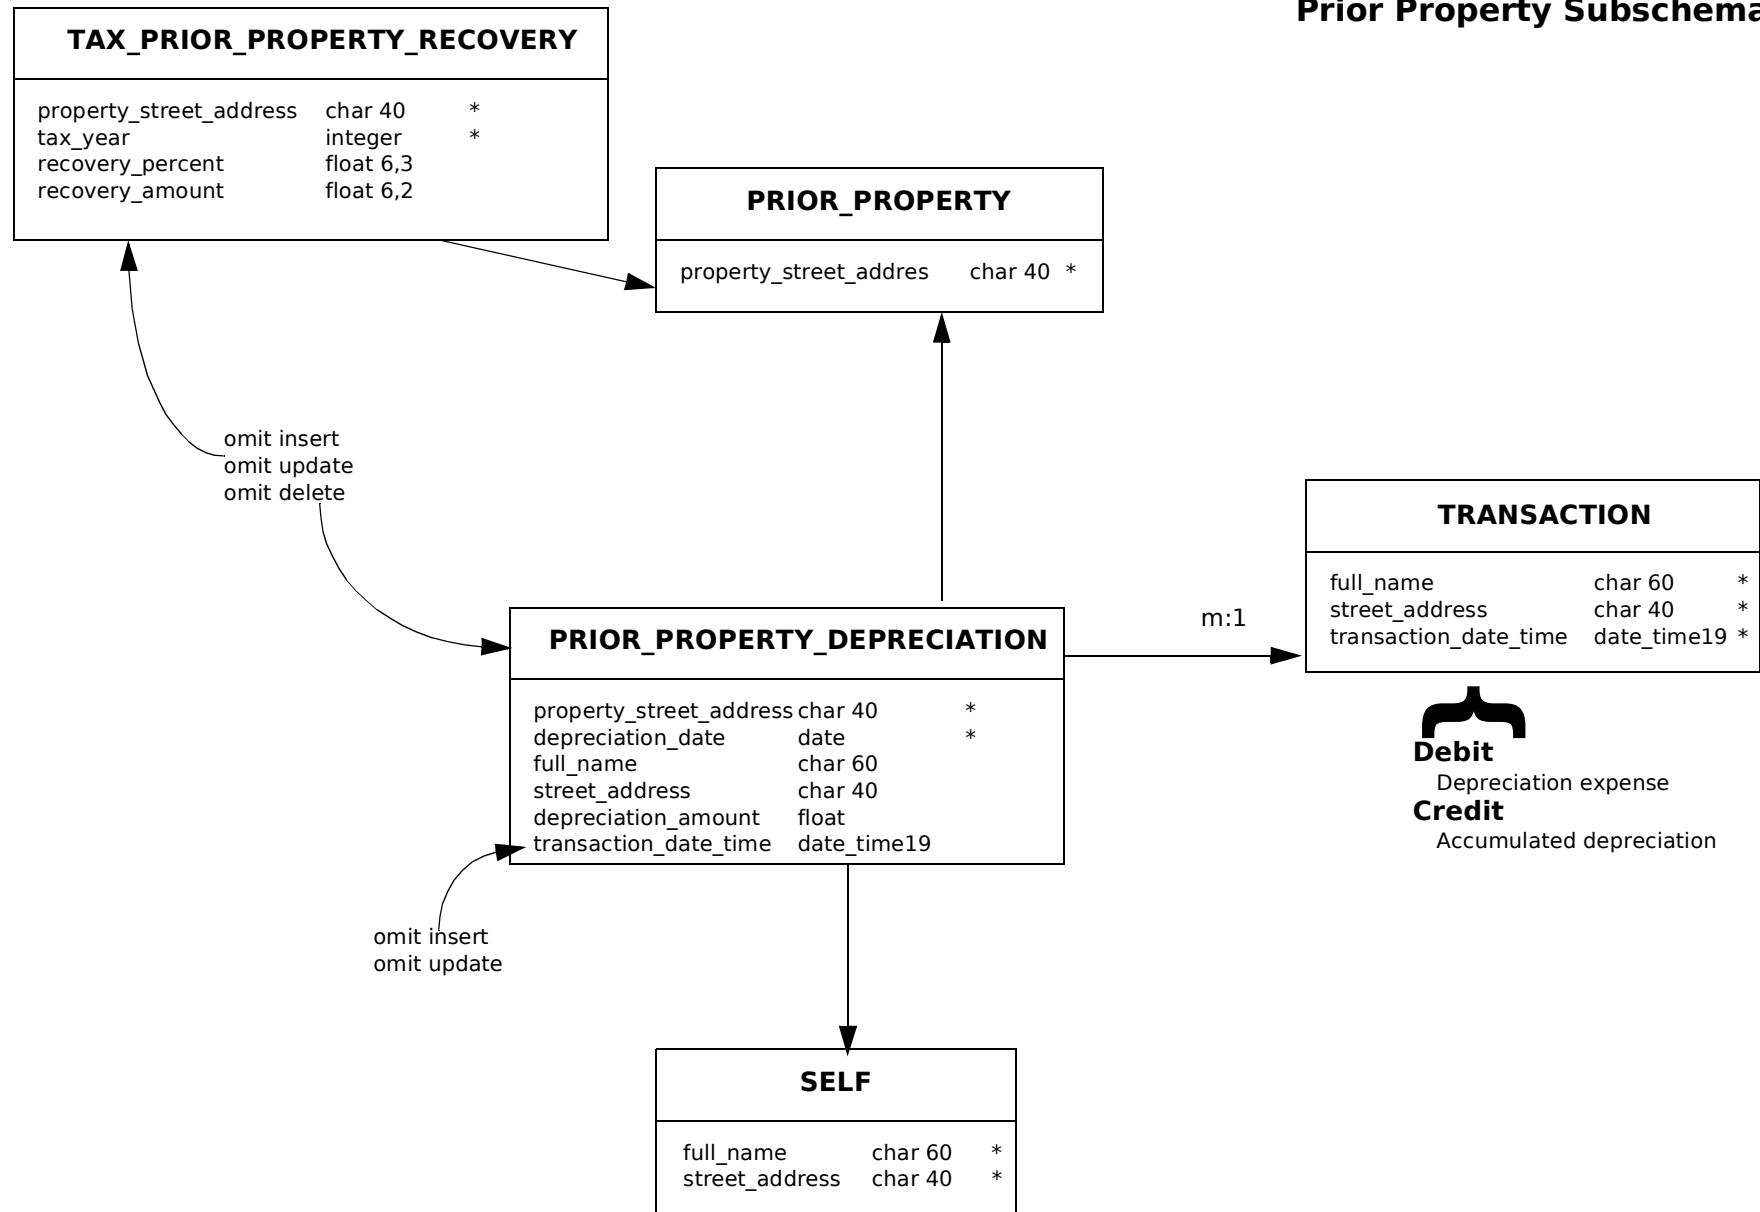 Prior Property Subschema
TAX_PRIOR_PROPERTY_RECOVERY
property_street_address char 40 *
tax_year integer *
recovery_percent float 6,3
recovery_amount float 6,2
PRIOR_PROPERTY
property_street_addres char 40 *
omit insert
omit update
omit delete
TRANSACTION
full_name char 60 *
street_address char 40 *
transaction_date_time date_time19 *
m:1
PRIOR_PROPERTY_DEPRECIATION
property_street_address char 40 *
depreciation_date date *
full_name char 60
street_address char 40
depreciation_amount float
transaction_date_time date_time19
{
Debit
Depreciation expense
Credit
Accumulated depreciation
omit insert
omit update
SELF
full_name char 60 *
street_address char 40 *